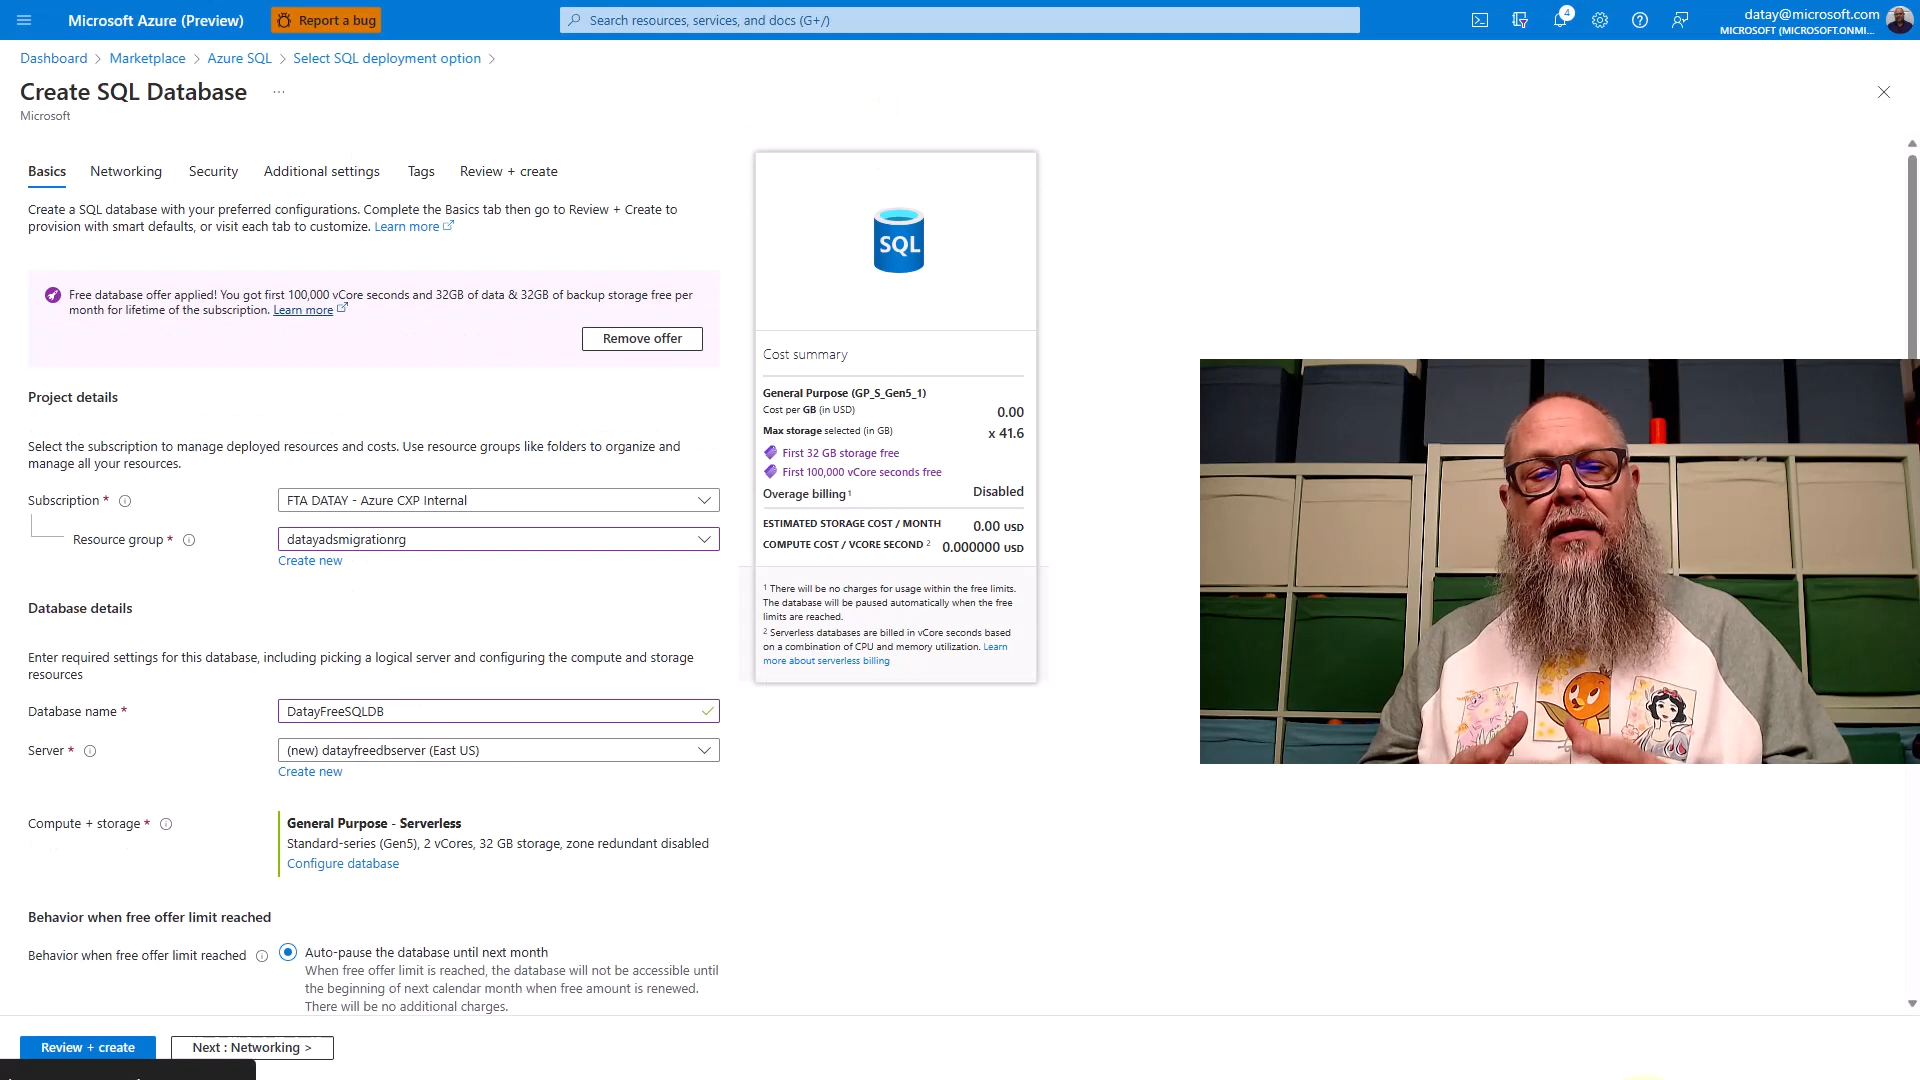 Microsoft Azure (Preview)
Report a bug
Search resources, services, and docs (G+/)
4
datay@microsoft.com
MICROSOFT (MICROSOFT.ONMI...
Dashboard > Marketplace > Azure SQL > Select SQL deployment option >
Create SQL Database ...
Microsoft
Basics Networking Security Additional settings Tags Review + create
Create a SQL database with your preferred configurations. Complete the Basics tab then go to Review + Create to
provision with smart defaults, or visit each tab to customize. Learn more
Free database offer applied! You got first 100,000 vCore seconds and 32GB of data & 32GB of backup storage free per
month for lifetime of the subscription. Learn more
Remove offer
Project details
Select the subscription to manage deployed resources and costs. Use resource groups like folders to organize and
manage all your resources.
Subscription *
FTA DATAY - Azure CXP Internal
Resource group *
datayadsmigrationrg
Create new
Database details
Enter required settings for this database, including picking a logical server and configuring the compute and storage
resources
Database name *
DatayFreeSQLDB
Server *
(new) datayfreedbserver (East US)
Create new
Compute + storage *
General Purpose - Serverless
Standard-series (Gen5), 2 vCores, 32 GB storage, zone redundant disabled
Configure database
Behavior when free offer limit reached
Behavior when free offer limit reached
Auto-pause the database until next month
When free offer limit is reached, the database will not be accessible until
the beginning of next calendar month when free amount is renewed.
There will be no additional charges.
Review + create
Next : Networking >
SQL
Cost summary
General Purpose (GP_S_Gen5_1)
Cost per GB (in USD) 0.00
Max storage selected (in GB) x 41.6
First 32 GB storage free
First 100,000 vCore seconds free
Overage billing 1 Disabled
ESTIMATED STORAGE COST / MONTH 0.00 USD
COMPUTE COST / VCORE SECOND 2 0.000000 USD
1 There will be no charges for usage within the free limits.
The database will be paused automatically when the free
limits are reached.
2 Serverless databases are billed in vCore seconds based
on a combination of CPU and memory utilization. Learn
more about serverless billing